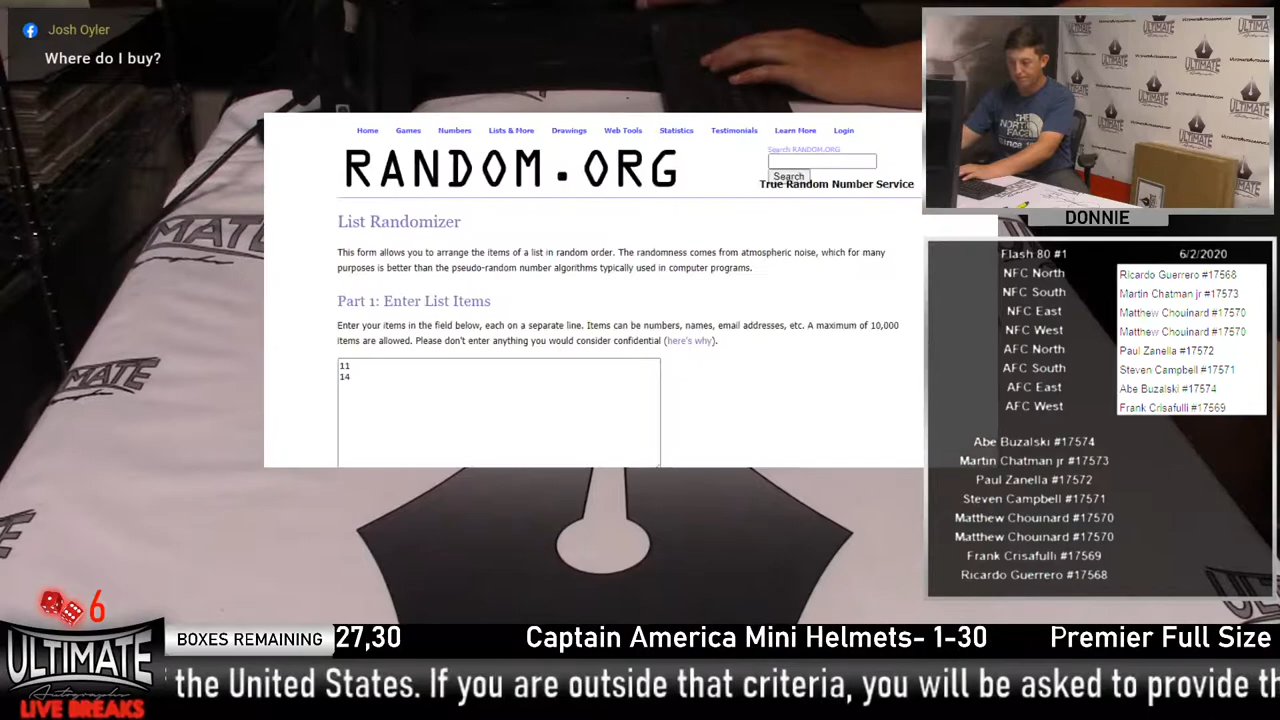 Josh Oyler
Where do I buy?
Home Games Numbers Lists & More Drawings Web Tools Statistics Testimonials Learn More Login
RANDOM.ORG
Search RANDOM.ORG
Search
True Random Number Service
List Randomizer
This form allows you to arrange the items of a list in random order. The randomness comes from atmospheric noise, which for many
purposes is better than the pseudo-random number algorithms typically used in computer programs.
Part 1: Enter List Items
Enter your items in the field below, each on a separate line. Items can be numbers, names, email addresses, etc. A maximum of 10,000
items are allowed. Please don't enter anything you would consider confidential (here's why).
11
14
ULTIMATE
THE
NORTH
FACE
DONNIE
Flash 80 #1 6/2/2020
NFC North Ricardo Guerrero #17568
NFC South Martin Chatman jr #17573
NFC East Matthew Chouinard #17570
NFC West Matthew Chouinard #17570
AFC North Paul Zanella #17572
AFC South Steven Campbell #17571
AFC East Abe Buzalski #17574
AFC West Frank Crisafulli #17569
Abe Buzalski #17574
Martin Chatman jr #17573
Paul Zanella #17572
Steven Campbell #17571
Matthew Chouinard #17570
Matthew Chouinard #17570
Frank Crisafulli #17569
Ricardo Guerrero #17568
6
ULTIMATE
Autographs
LIVE BREAKS
BOXES REMAINING 27,30 Captain America Mini Helmets- 1-30 Premier Full Size
the United States. If you are outside that criteria, you will be asked to provide th